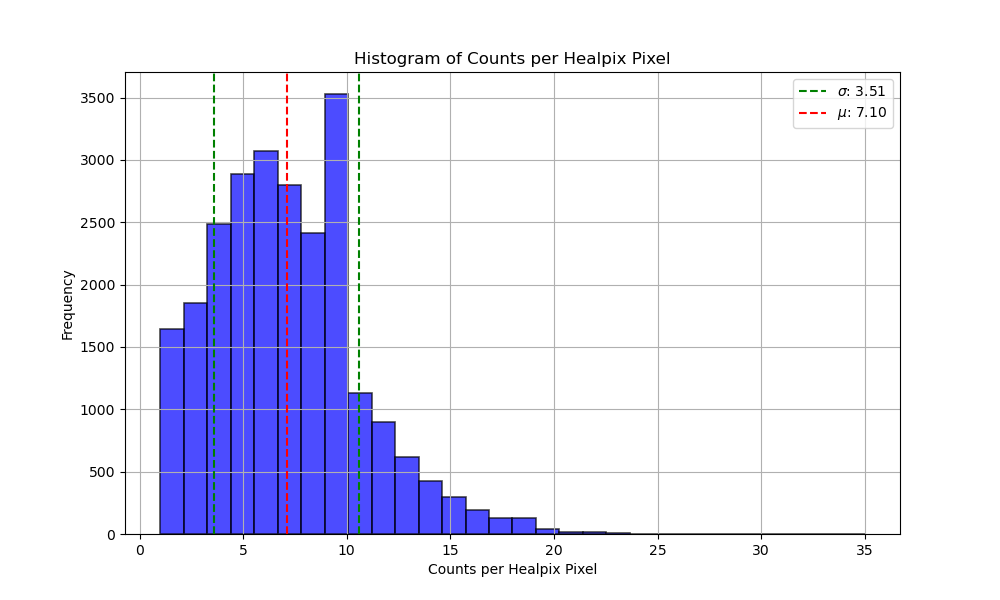 Histogram of Counts per Healpix Pixel
σ: 3.51
μ: 7.10
3500
3000
2500
2000
1500
1000
500
0
Frequency
0 5 10 15 20 25 30 35
Counts per Healpix Pixel